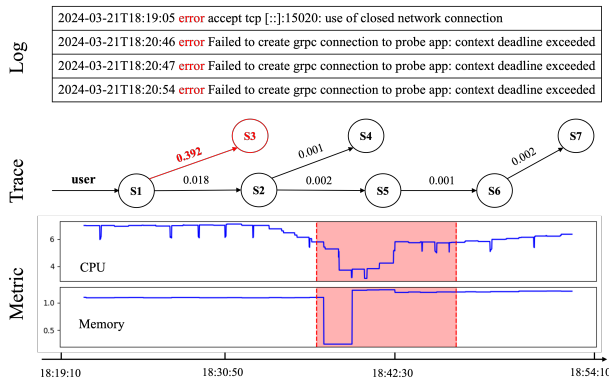 Log
2024-03-21T18:19:05 error accept tcp [::]:15020: use of closed network connection
2024-03-21T18:20:46 error Failed to create grpc connection to probe app: context deadline exceeded
2024-03-21T18:20:47 error Failed to create grpc connection to probe app: context deadline exceeded
2024-03-21T18:20:54 error Failed to create grpc connection to probe app: context deadline exceeded
Trace
S3
S4
S7
0.392
0.001
0.002
user
S1
0.018
S2
0.002
S5
0.001
S6
Metric
6
4
CPU
1.0
0.5
Memory
18:19:10
18:30:50
18:42:30
18:54:10